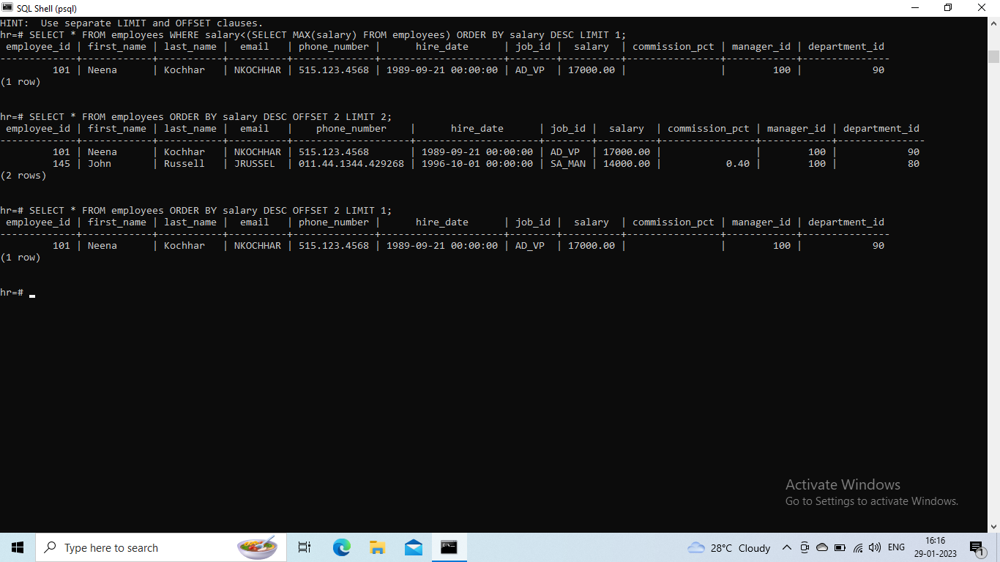 SQL Shell (psql)
HINT:  Use separate LIMIT and OFFSET clauses.
hr=# SELECT * FROM employees WHERE salary<(SELECT MAX(salary) FROM employees) ORDER BY salary DESC LIMIT 1;
 employee_id | first_name | last_name |  email   | phone_number |      hire_date      | job_id |  salary  | commission_pct | manager_id | department_id
-------------+------------+-----------+----------+--------------+---------------------+--------+----------+----------------+------------+---------------
         101 | Neena      | Kochhar   | NKOCHHAR | 515.123.4568 | 1989-09-21 00:00:00 | AD_VP  | 17000.00 |                |        100 |            90
(1 row)
hr=# SELECT * FROM employees ORDER BY salary DESC OFFSET 2 LIMIT 2;
 employee_id | first_name | last_name |  email   |    phone_number    |      hire_date      | job_id |  salary  | commission_pct | manager_id | department_id
-------------+------------+-----------+----------+--------------------+---------------------+--------+----------+----------------+------------+---------------
         101 | Neena      | Kochhar   | NKOCHHAR | 515.123.4568       | 1989-09-21 00:00:00 | AD_VP  | 17000.00 |                |        100 |            90
         145 | John       | Russell   | JRUSSEL  | 011.44.1344.429268 | 1996-10-01 00:00:00 | SA_MAN | 14000.00 |           0.40 |        100 |            80
(2 rows)
hr=# SELECT * FROM employees ORDER BY salary DESC OFFSET 2 LIMIT 1;
 employee_id | first_name | last_name |  email   | phone_number |      hire_date      | job_id |  salary  | commission_pct | manager_id | department_id
-------------+------------+-----------+----------+--------------+---------------------+--------+----------+----------------+------------+---------------
         101 | Neena      | Kochhar   | NKOCHHAR | 515.123.4568 | 1989-09-21 00:00:00 | AD_VP  | 17000.00 |                |        100 |            90
(1 row)
hr=#
Activate Windows
Go to Settings to activate Windows.
Type here to search
28°C Cloudy
ENG
16:16
29-01-2023
1